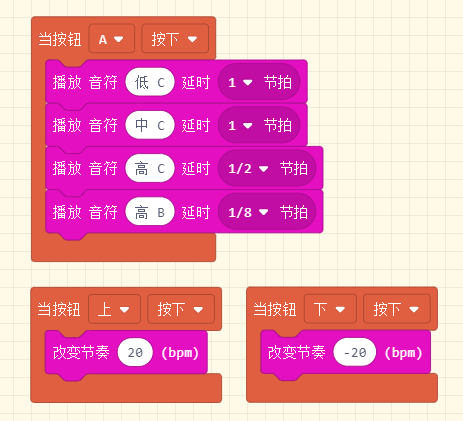 当按钮 A 按下
播放 音符 低 C 延时 1 节拍
播放 音符 中 C 延时 1 节拍
播放 音符 高 C 延时 1/2 节拍
播放 音符 高 B 延时 1/8 节拍
当按钮 上 按下
改变节奏 20 (bpm)
当按钮 下 按下
改变节奏 -20 (bpm)